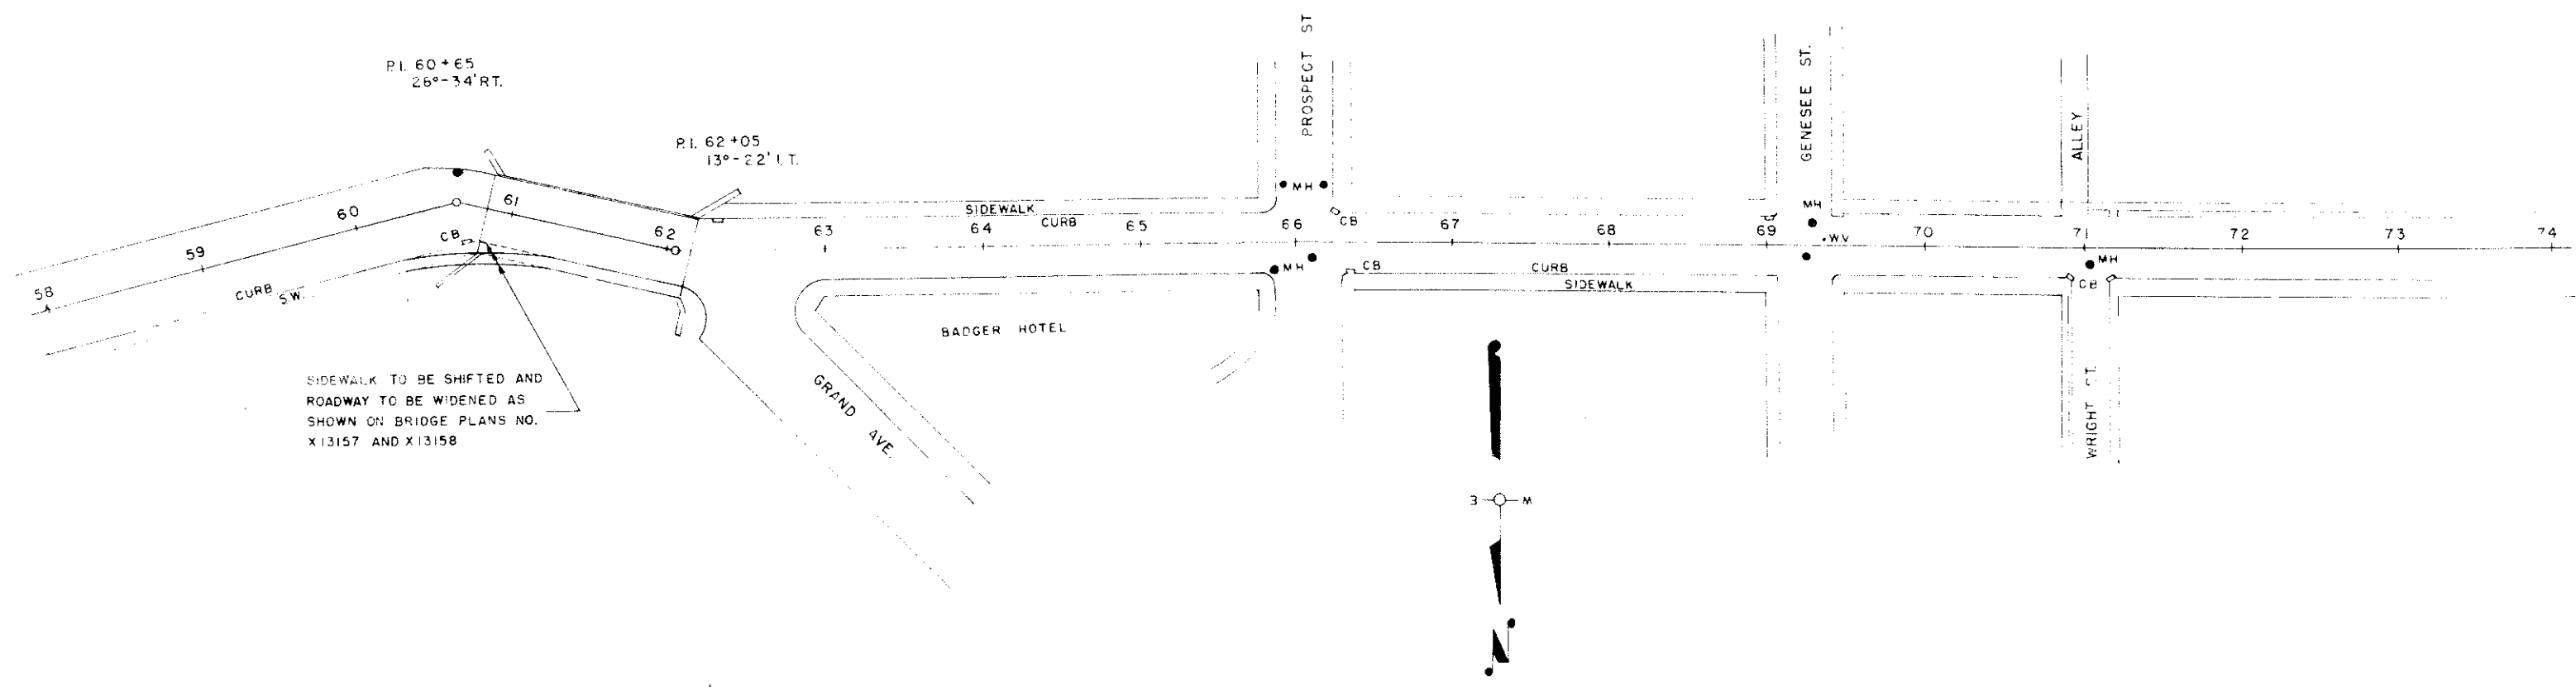 P.I. 60+65
26°-34' RT.
P.I. 62+05
13°-22' LT.
PROSPECT ST
GENESEE ST.
ALLEY
58
59
60
61
62
63
64
65
66
67
68
69
70
71
72
73
74
SIDEWALK
CURB
MH
CB
MH
W.V.
CB
CURB
S.W.
MH
CB
CURB
SIDEWALK
MH
CB
BADGER HOTEL
GRAND AVE.
WRIGHT ST.
SIDEWALK TO BE SHIFTED AND
ROADWAY TO BE WIDENED AS
SHOWN ON BRIDGE PLANS NO.
X13157 AND X13158
N